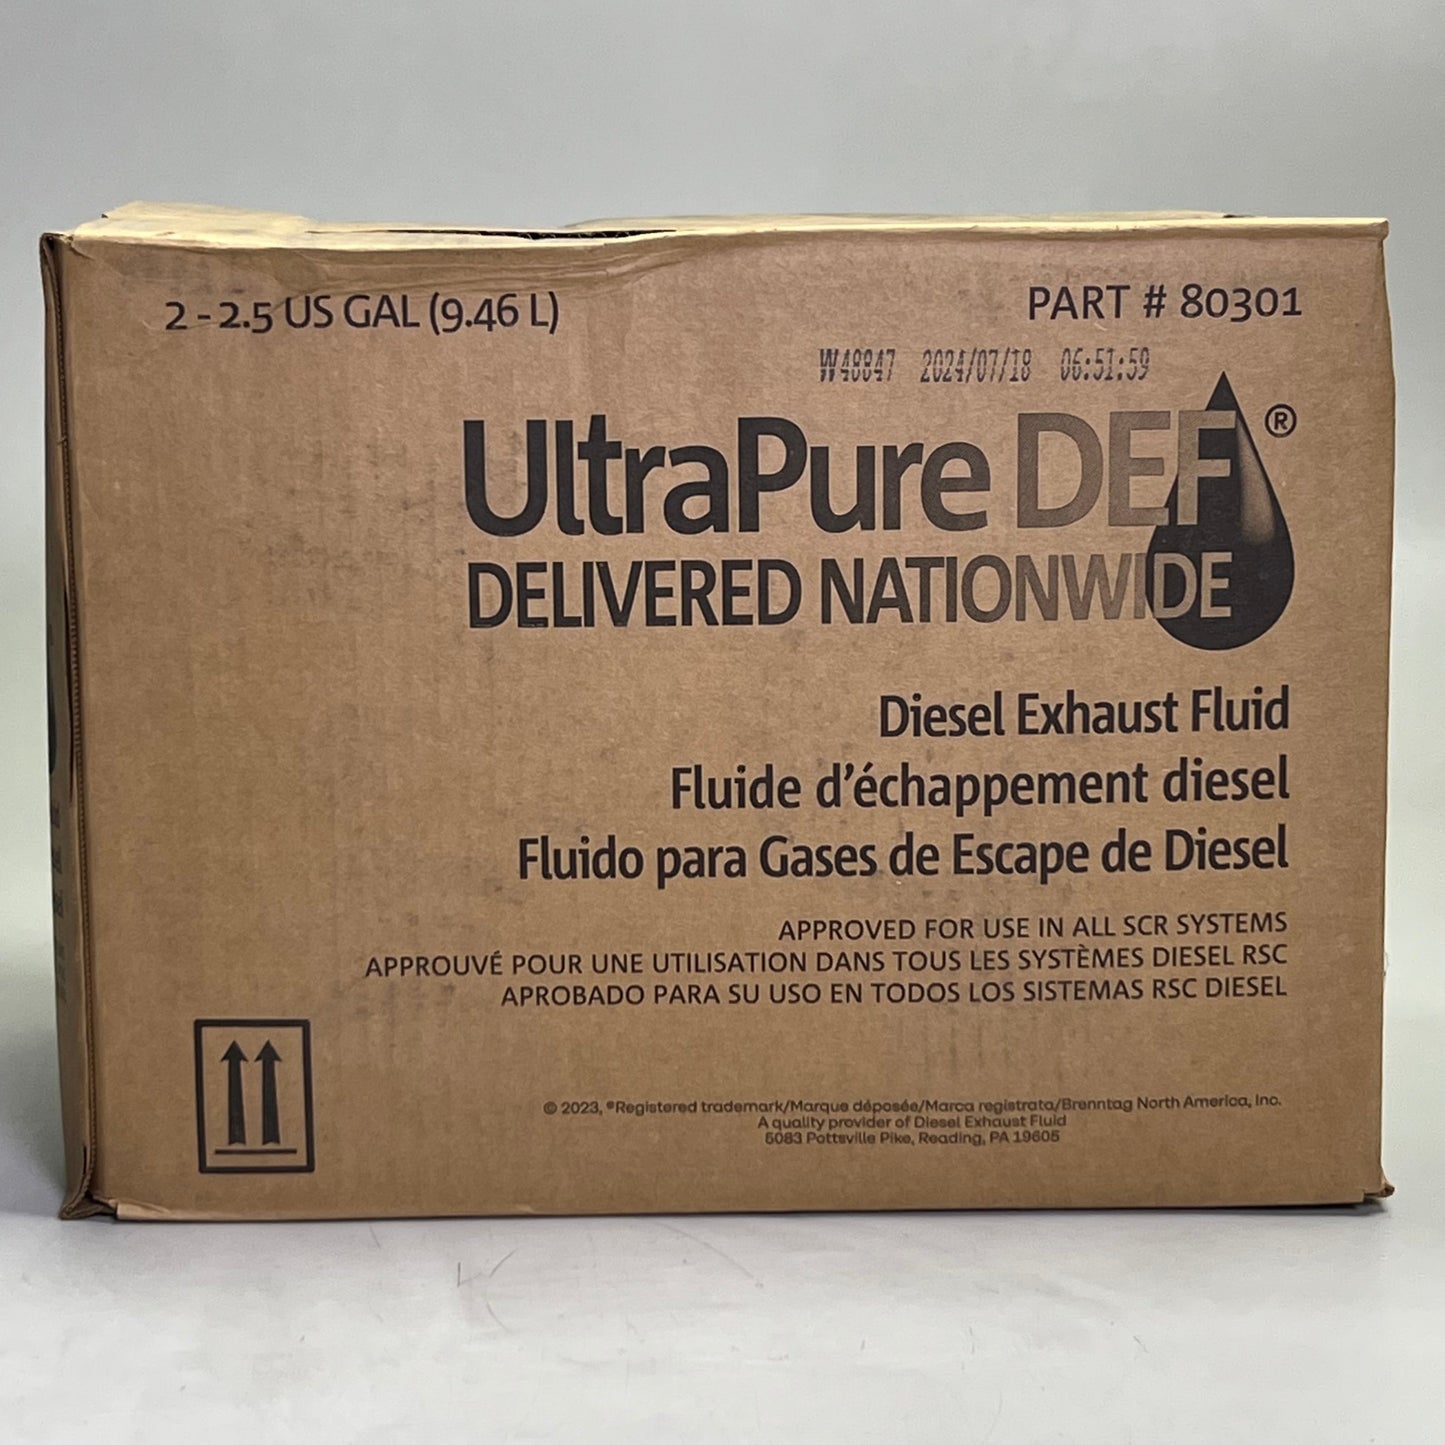 2 - 2.5 US GAL (9.46 L)
PART # 80301
W48847 2024/07/18 06:51:59
UltraPure DEF®
DELIVERED NATIONWIDE
Diesel Exhaust Fluid
Fluide d'échappement diesel
Fluido para Gases de Escape de Diesel
APPROVED FOR USE IN ALL SCR SYSTEMS
APPROUVÉ POUR UNE UTILISATION DANS TOUS LES SYSTÈMES DIESEL RSC
APROBADO PARA SU USO EN TODOS LOS SISTEMAS RSC DIESEL
© 2023, ®Registered trademark/Marque déposée/Marca registrata/Brenntag North America, Inc.
A quality provider of Diesel Exhaust Fluid
5083 Pottsville Pike, Reading, PA 19605